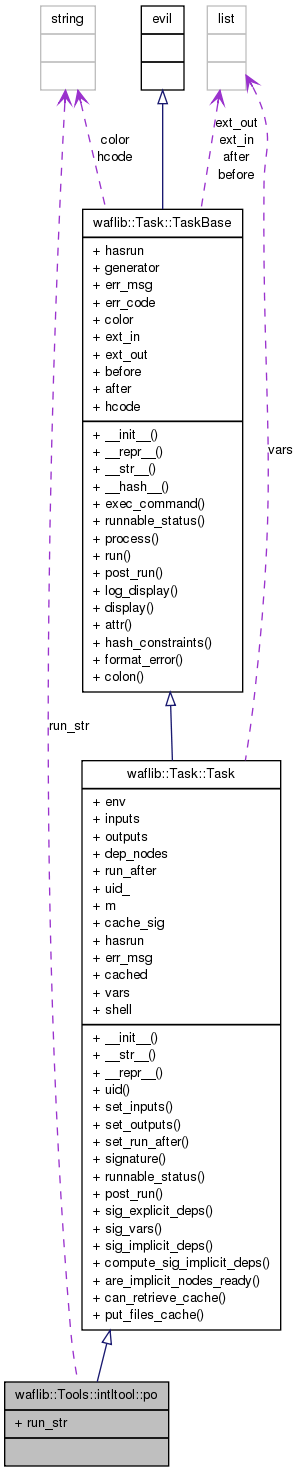 string
evil
list
color
hcode
ext_out
ext_in
after
before
waflib::Task::TaskBase
+ hasrun
+ generator
+ err_msg
+ err_code
+ color
+ ext_in
+ ext_out
+ before
+ after
+ hcode
+ __init__()
+ __repr__()
+ __str__()
+ __hash__()
+ exec_command()
+ runnable_status()
+ process()
+ run()
+ post_run()
+ log_display()
+ display()
+ attr()
+ hash_constraints()
+ format_error()
+ colon()
vars
run_str
waflib::Task::Task
+ env
+ inputs
+ outputs
+ dep_nodes
+ run_after
+ uid_
+ m
+ cache_sig
+ hasrun
+ err_msg
+ cached
+ vars
+ shell
+ __init__()
+ __str__()
+ __repr__()
+ uid()
+ set_inputs()
+ set_outputs()
+ set_run_after()
+ signature()
+ runnable_status()
+ post_run()
+ sig_explicit_deps()
+ sig_vars()
+ sig_implicit_deps()
+ compute_sig_implicit_deps()
+ are_implicit_nodes_ready()
+ can_retrieve_cache()
+ put_files_cache()
waflib::Tools::intltool::po
+ run_str